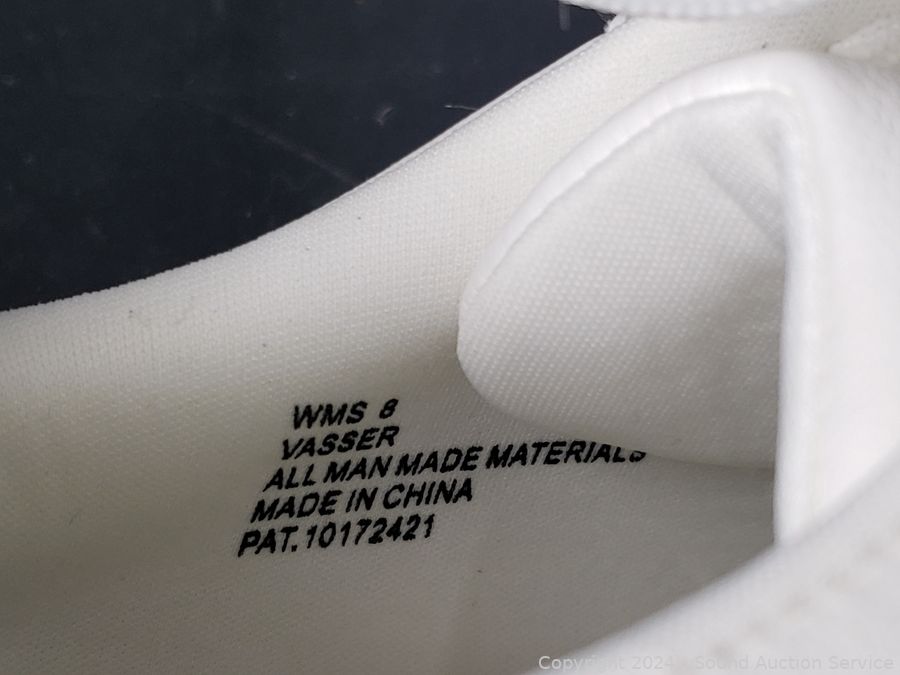 WMS 8
VASSER
ALL MAN MADE MATERIALS
MADE IN CHINA
PAT.10172421
Copyright 2024 Sound Auction Service